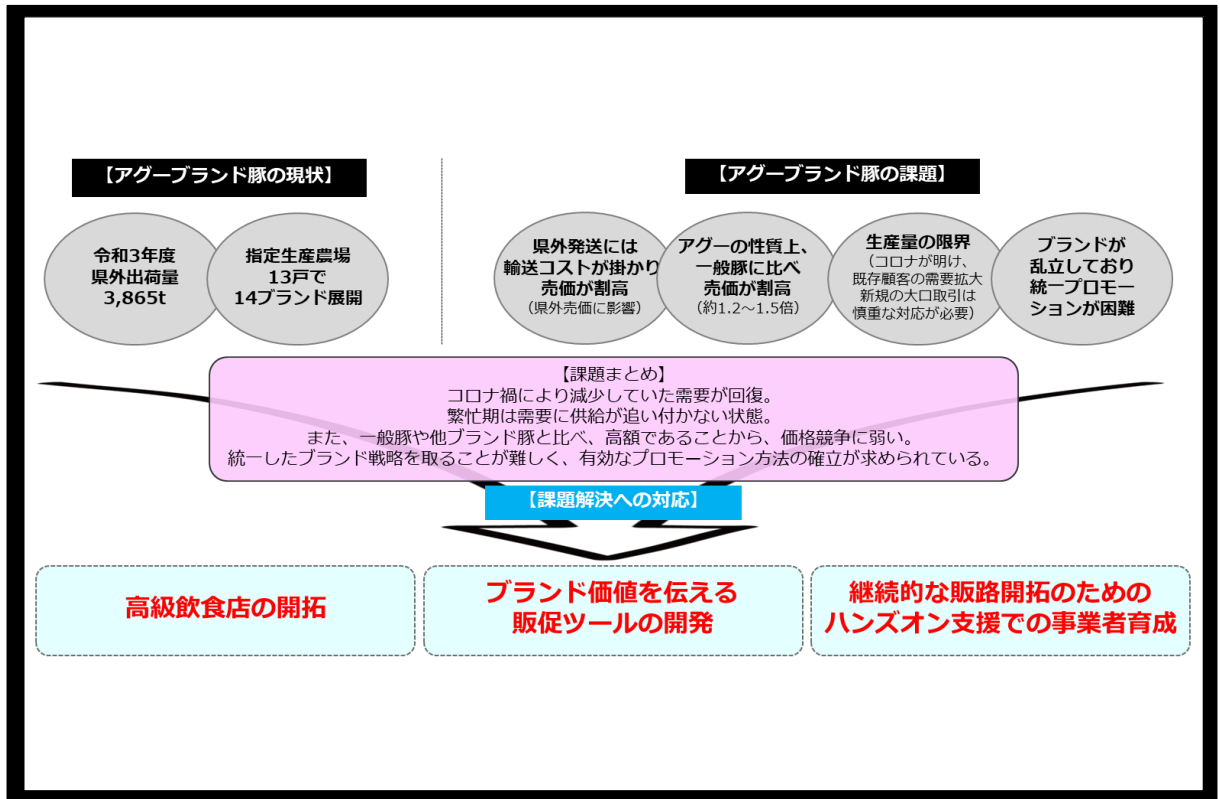 【アグーブランド豚の現状】
令和3年度
県外出荷量
3,865t
指定生産農場
13戸で
14ブランド展開
【アグーブランド豚の課題】
県外発送には
輸送コストが掛かり
売価が割高
（県外売価に影響）
アグーの性質上、
一般豚に比べ
売価が割高
（約1.2～1.5倍）
生産量の限界
（コロナが明け、
既存顧客の需要拡大
新規の大口取引は
慎重な対応が必要）
ブランドが
乱立しており
統一プロモー
ションが困難
【課題まとめ】
コロナ禍により減少していた需要が回復。
繁忙期は需要に供給が追い付かない状態。
また、一般豚や他ブランド豚と比べ、高額であることから、価格競争に弱い。
統一したブランド戦略を取ることが難しく、有効なプロモーション方法の確立が求められている。
【課題解決への対応】
高級飲食店の開拓
ブランド価値を伝える
販促ツールの開発
継続的な販路開拓のための
ハンズオン支援での事業者育成